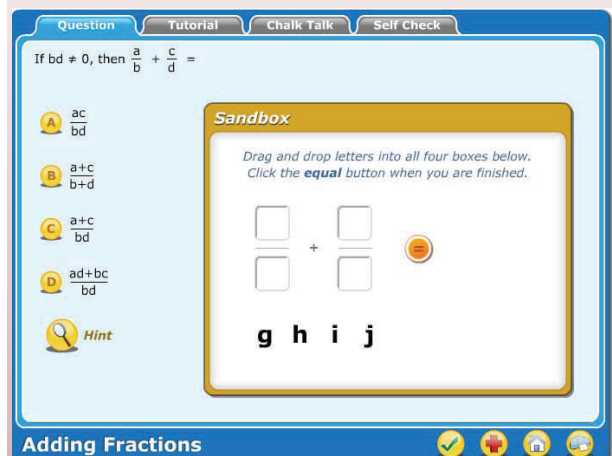 Question Tutorial Chalk Talk Self Check
If bd ≠ 0, then a/b + c/d =
A ac/bd
B a+c/b+d
C a+c/bd
D ad+bc/bd
Hint
Sandbox
Drag and drop letters into all four boxes below.
Click the equal button when you are finished.
+ =
g h i j
Adding Fractions